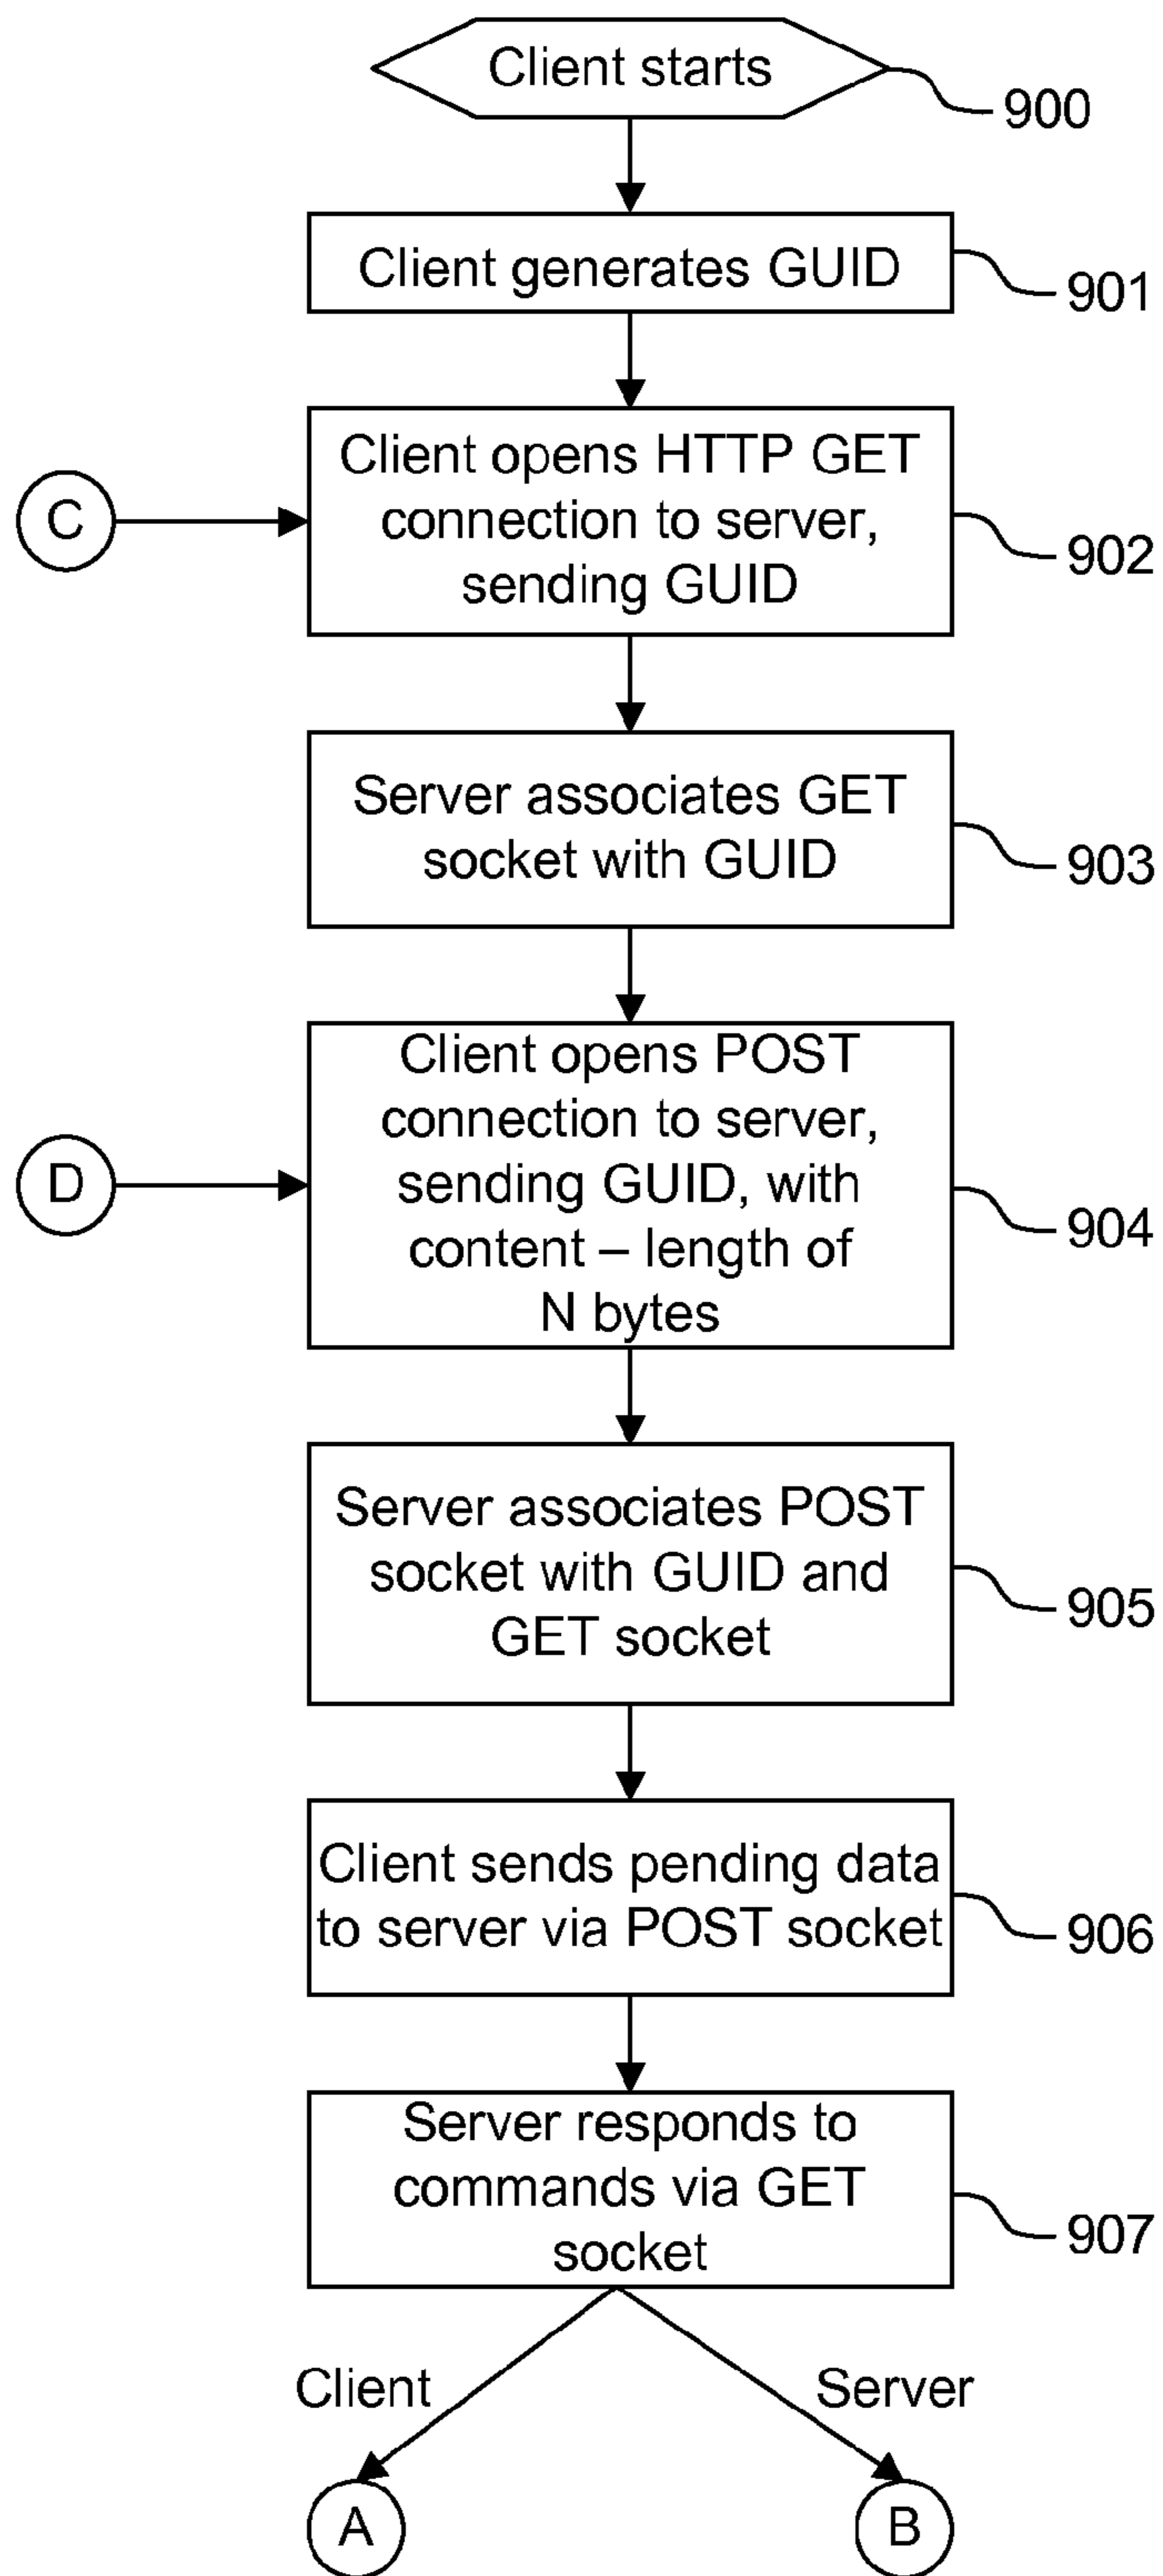 Client starts
900
Client generates GUID
901
Client opens HTTP GET
connection to server,
sending GUID
902
C
Server associates GET
socket with GUID
903
Client opens POST
connection to server,
sending GUID, with
content – length of
N bytes
904
D
Server associates POST
socket with GUID and
GET socket
905
Client sends pending data
to server via POST socket
906
Server responds to
commands via GET
socket
907
Client
Server
A
B